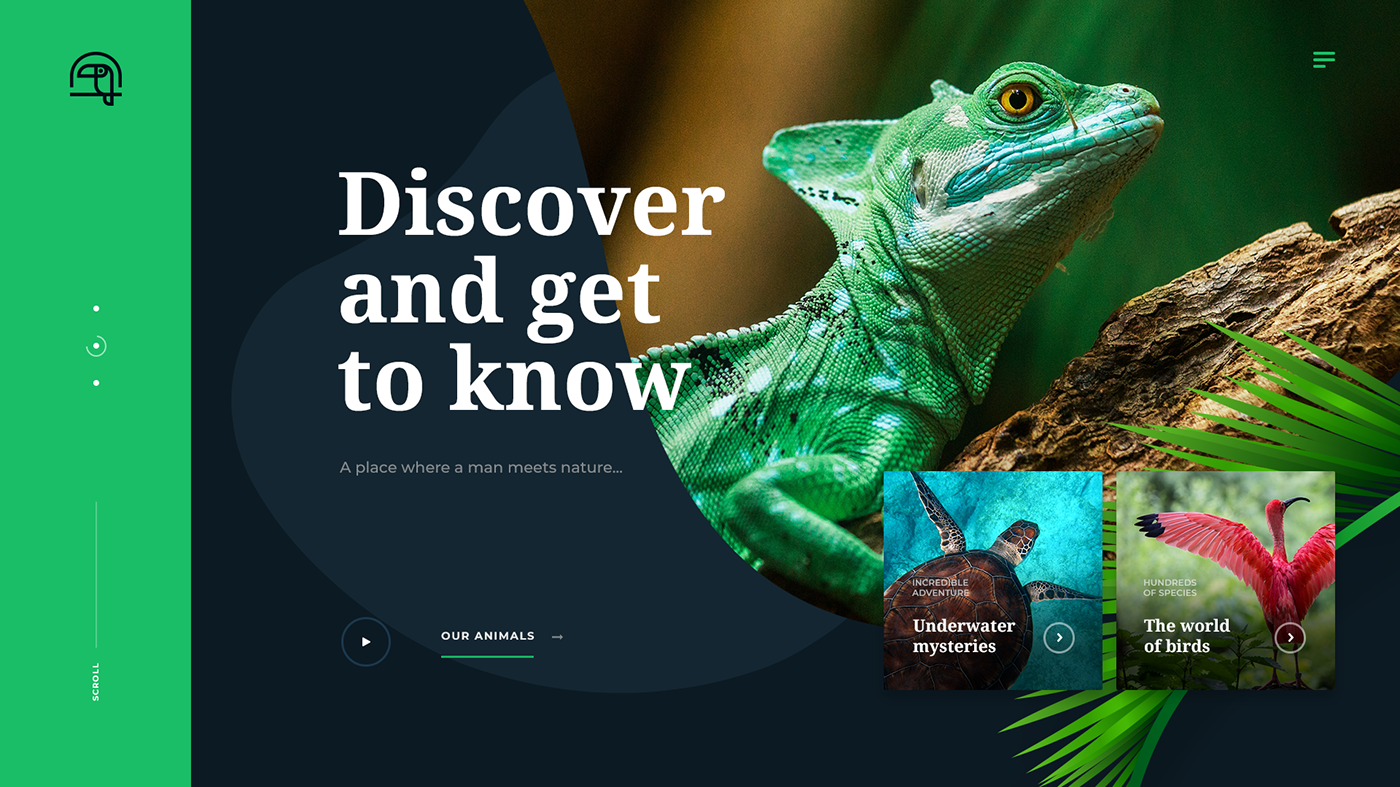 Discover
and get
to know
A place where a man meets nature...
OUR ANIMALS
SCROLL
INCREDIBLE
ADVENTURE
Underwater
mysteries
HUNDREDS
OF SPECIES
The world
of birds